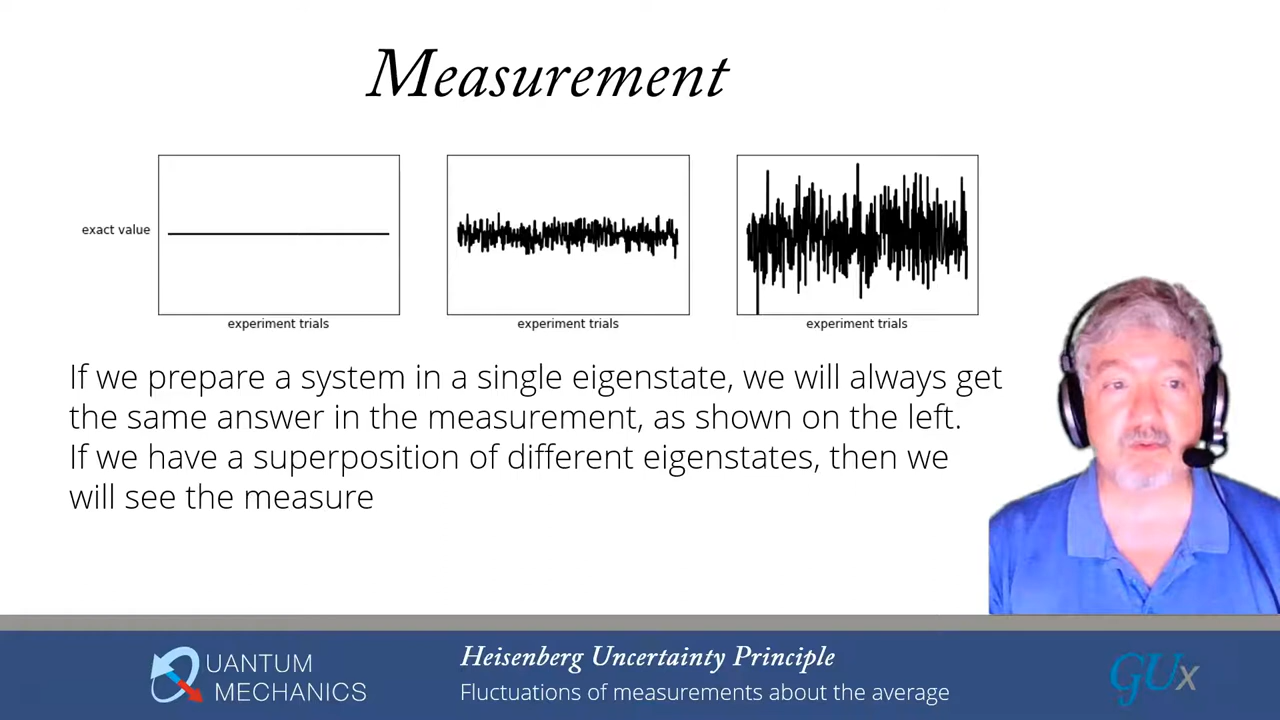 Measurement
exact value
experiment trials
experiment trials
experiment trials
If we prepare a system in a single eigenstate, we will always get
the same answer in the measurement, as shown on the left.
If we have a superposition of different eigenstates, then we
will see the measure
QUANTUM
MECHANICS
Heisenberg Uncertainty Principle
Fluctuations of measurements about the average
GUx